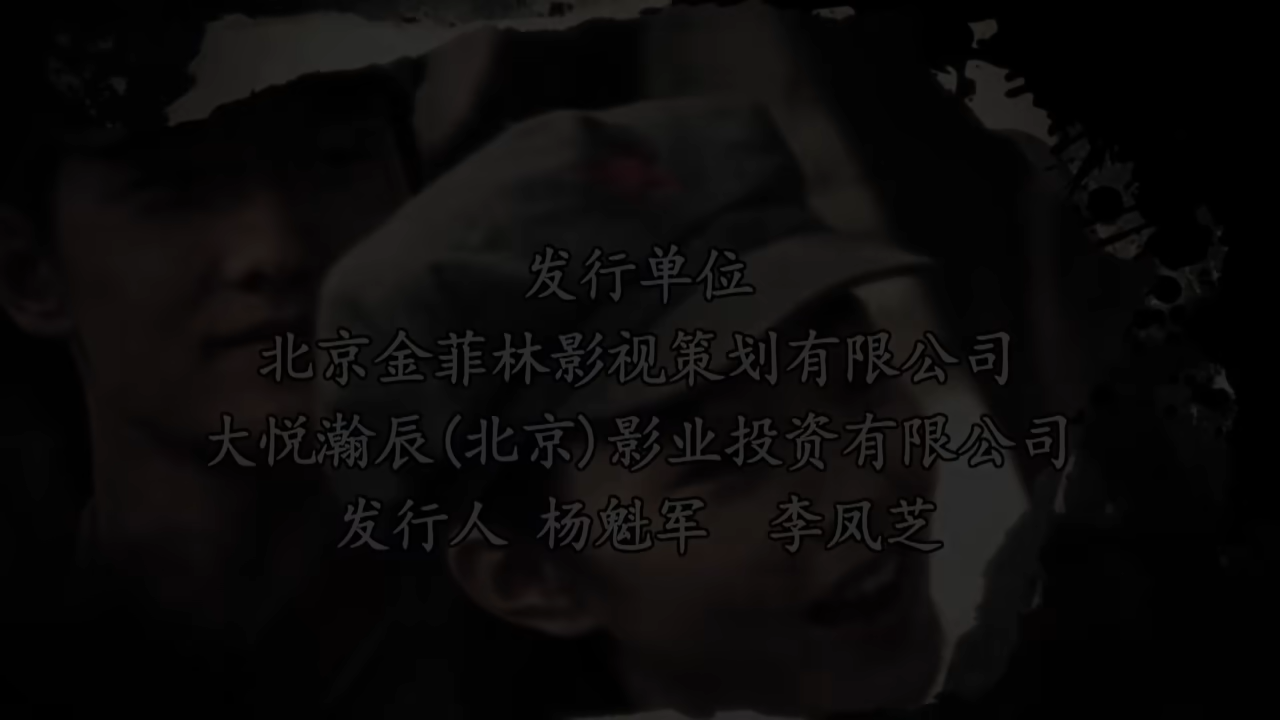 发行单位
北京金菲林影视策划有限公司
大悦瀚辰(北京)影业投资有限公司
发行人 杨魁军 李凤芝